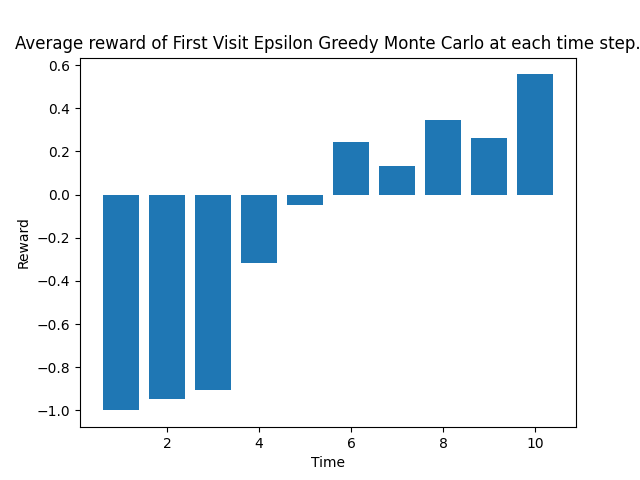 Average reward of First Visit Epsilon Greedy Monte Carlo at each time step.
0.6
0.4
0.2
0.0
−0.2
−0.4
−0.6
−0.8
−1.0
Reward
2 4 6 8 10
Time